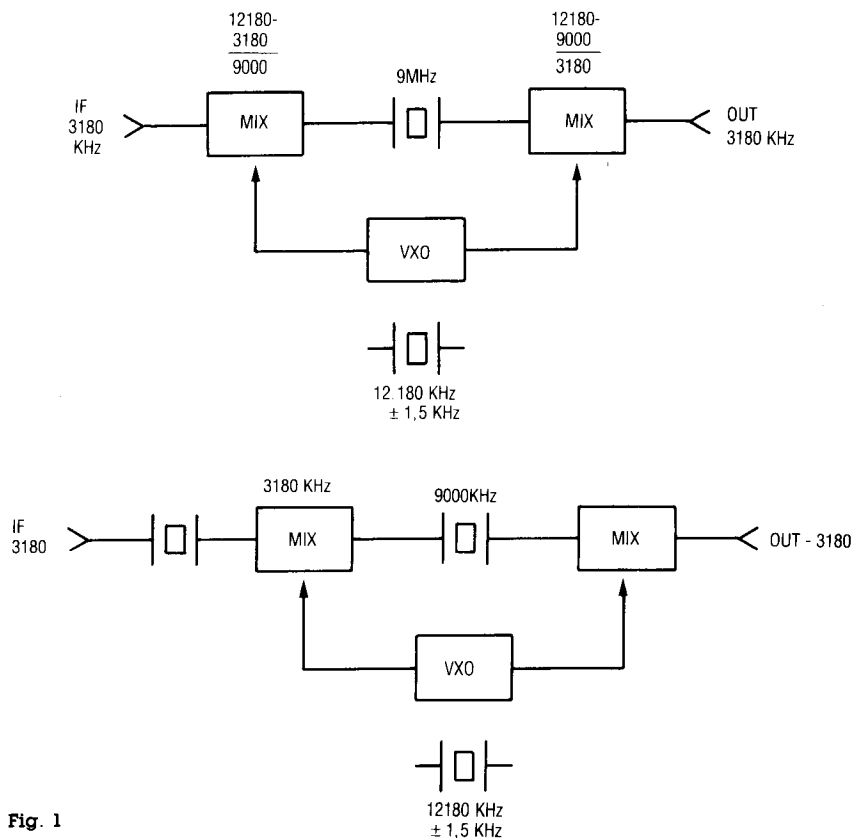 12180-
3180
9000
12180-
9000
3180
9MHz
IF
3180
KHz
MIX
MIX
OUT
3180 KHz
VXO
12.180 KHz
± 1,5 KHz
3180 KHz
9000KHz
IF
3180
MIX
MIX
OUT - 3180
VXO
12180 KHz
± 1,5 KHz
Fig. 1